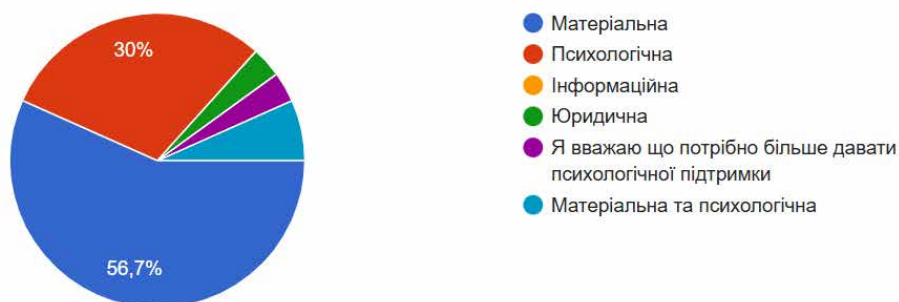 30%
56,7%
Матеріальна
Психологічна
Інформаційна
Юридична
Я вважаю що потрібно більше давати
психологічної підтримки
Матеріальна та психологічна